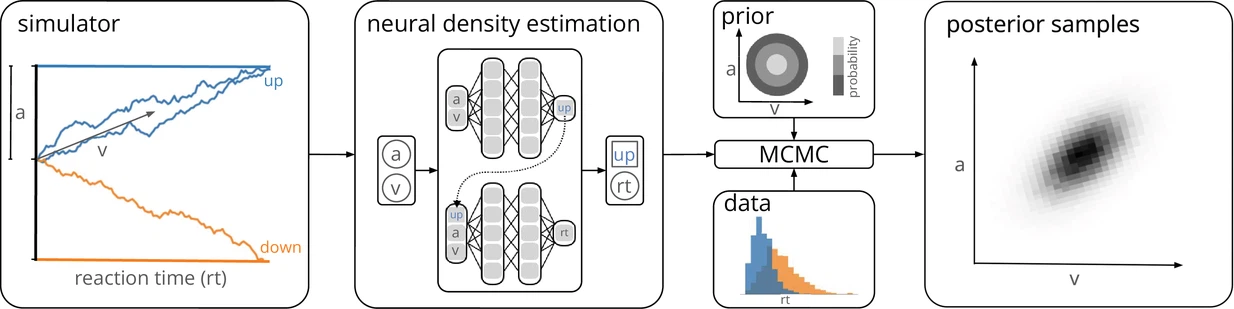 simulator
a
up
v
down
reaction time (rt)
neural density estimation
a
v
a
v
up
up
a
v
rt
up
rt
prior
a
v
probability
MCMC
data
rt
posterior samples
a
v